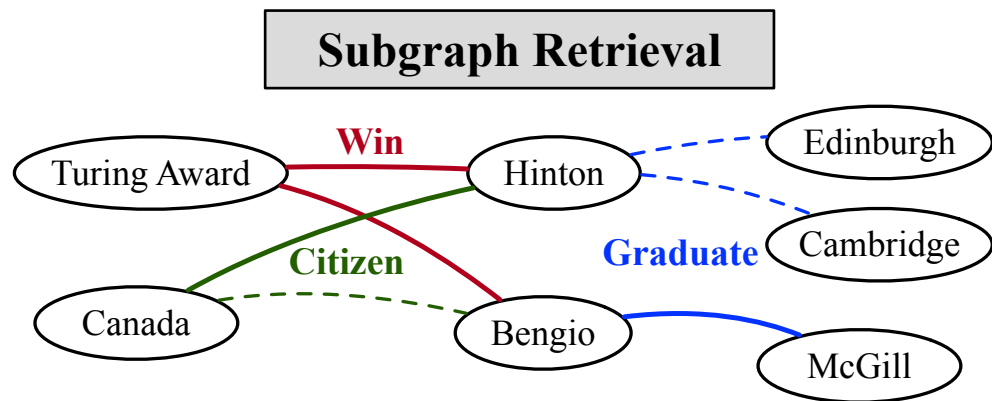 Subgraph Retrieval
Win
Turing Award
Hinton
Edinburgh
Cambridge
Citizen
Graduate
Canada
Bengio
McGill